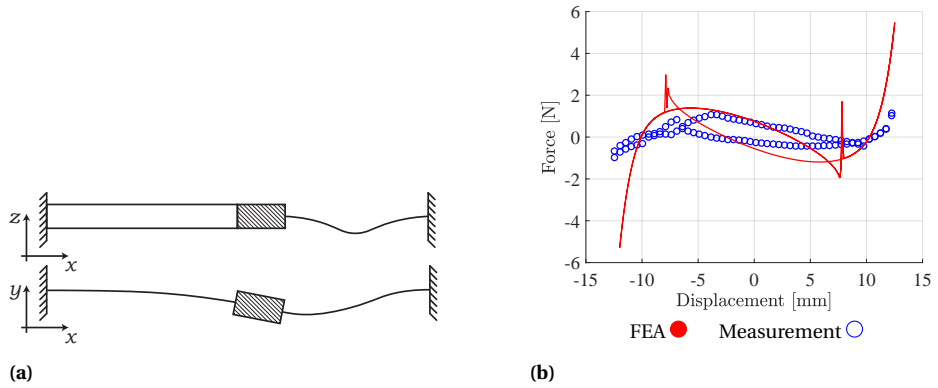 z
x
y
x
(a)
6
4
2
0
-2
-4
-6
Force [N]
-15 -10 -5 0 5 10 15
Displacement [mm]
FEA Measurement
(b)